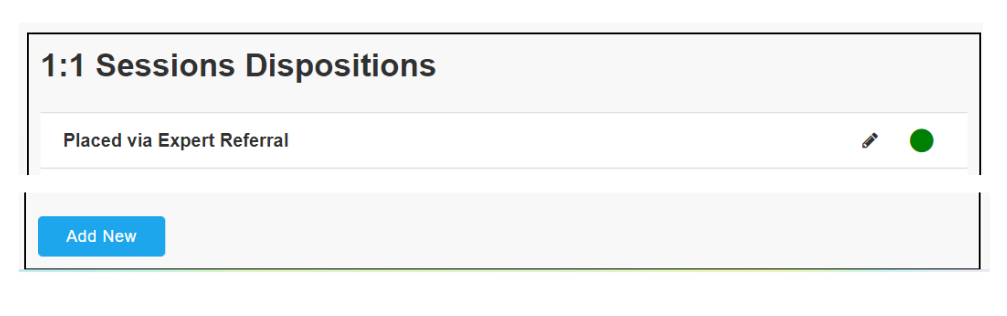 1:1 Sessions Dispositions
Placed via Expert Referral
Add New